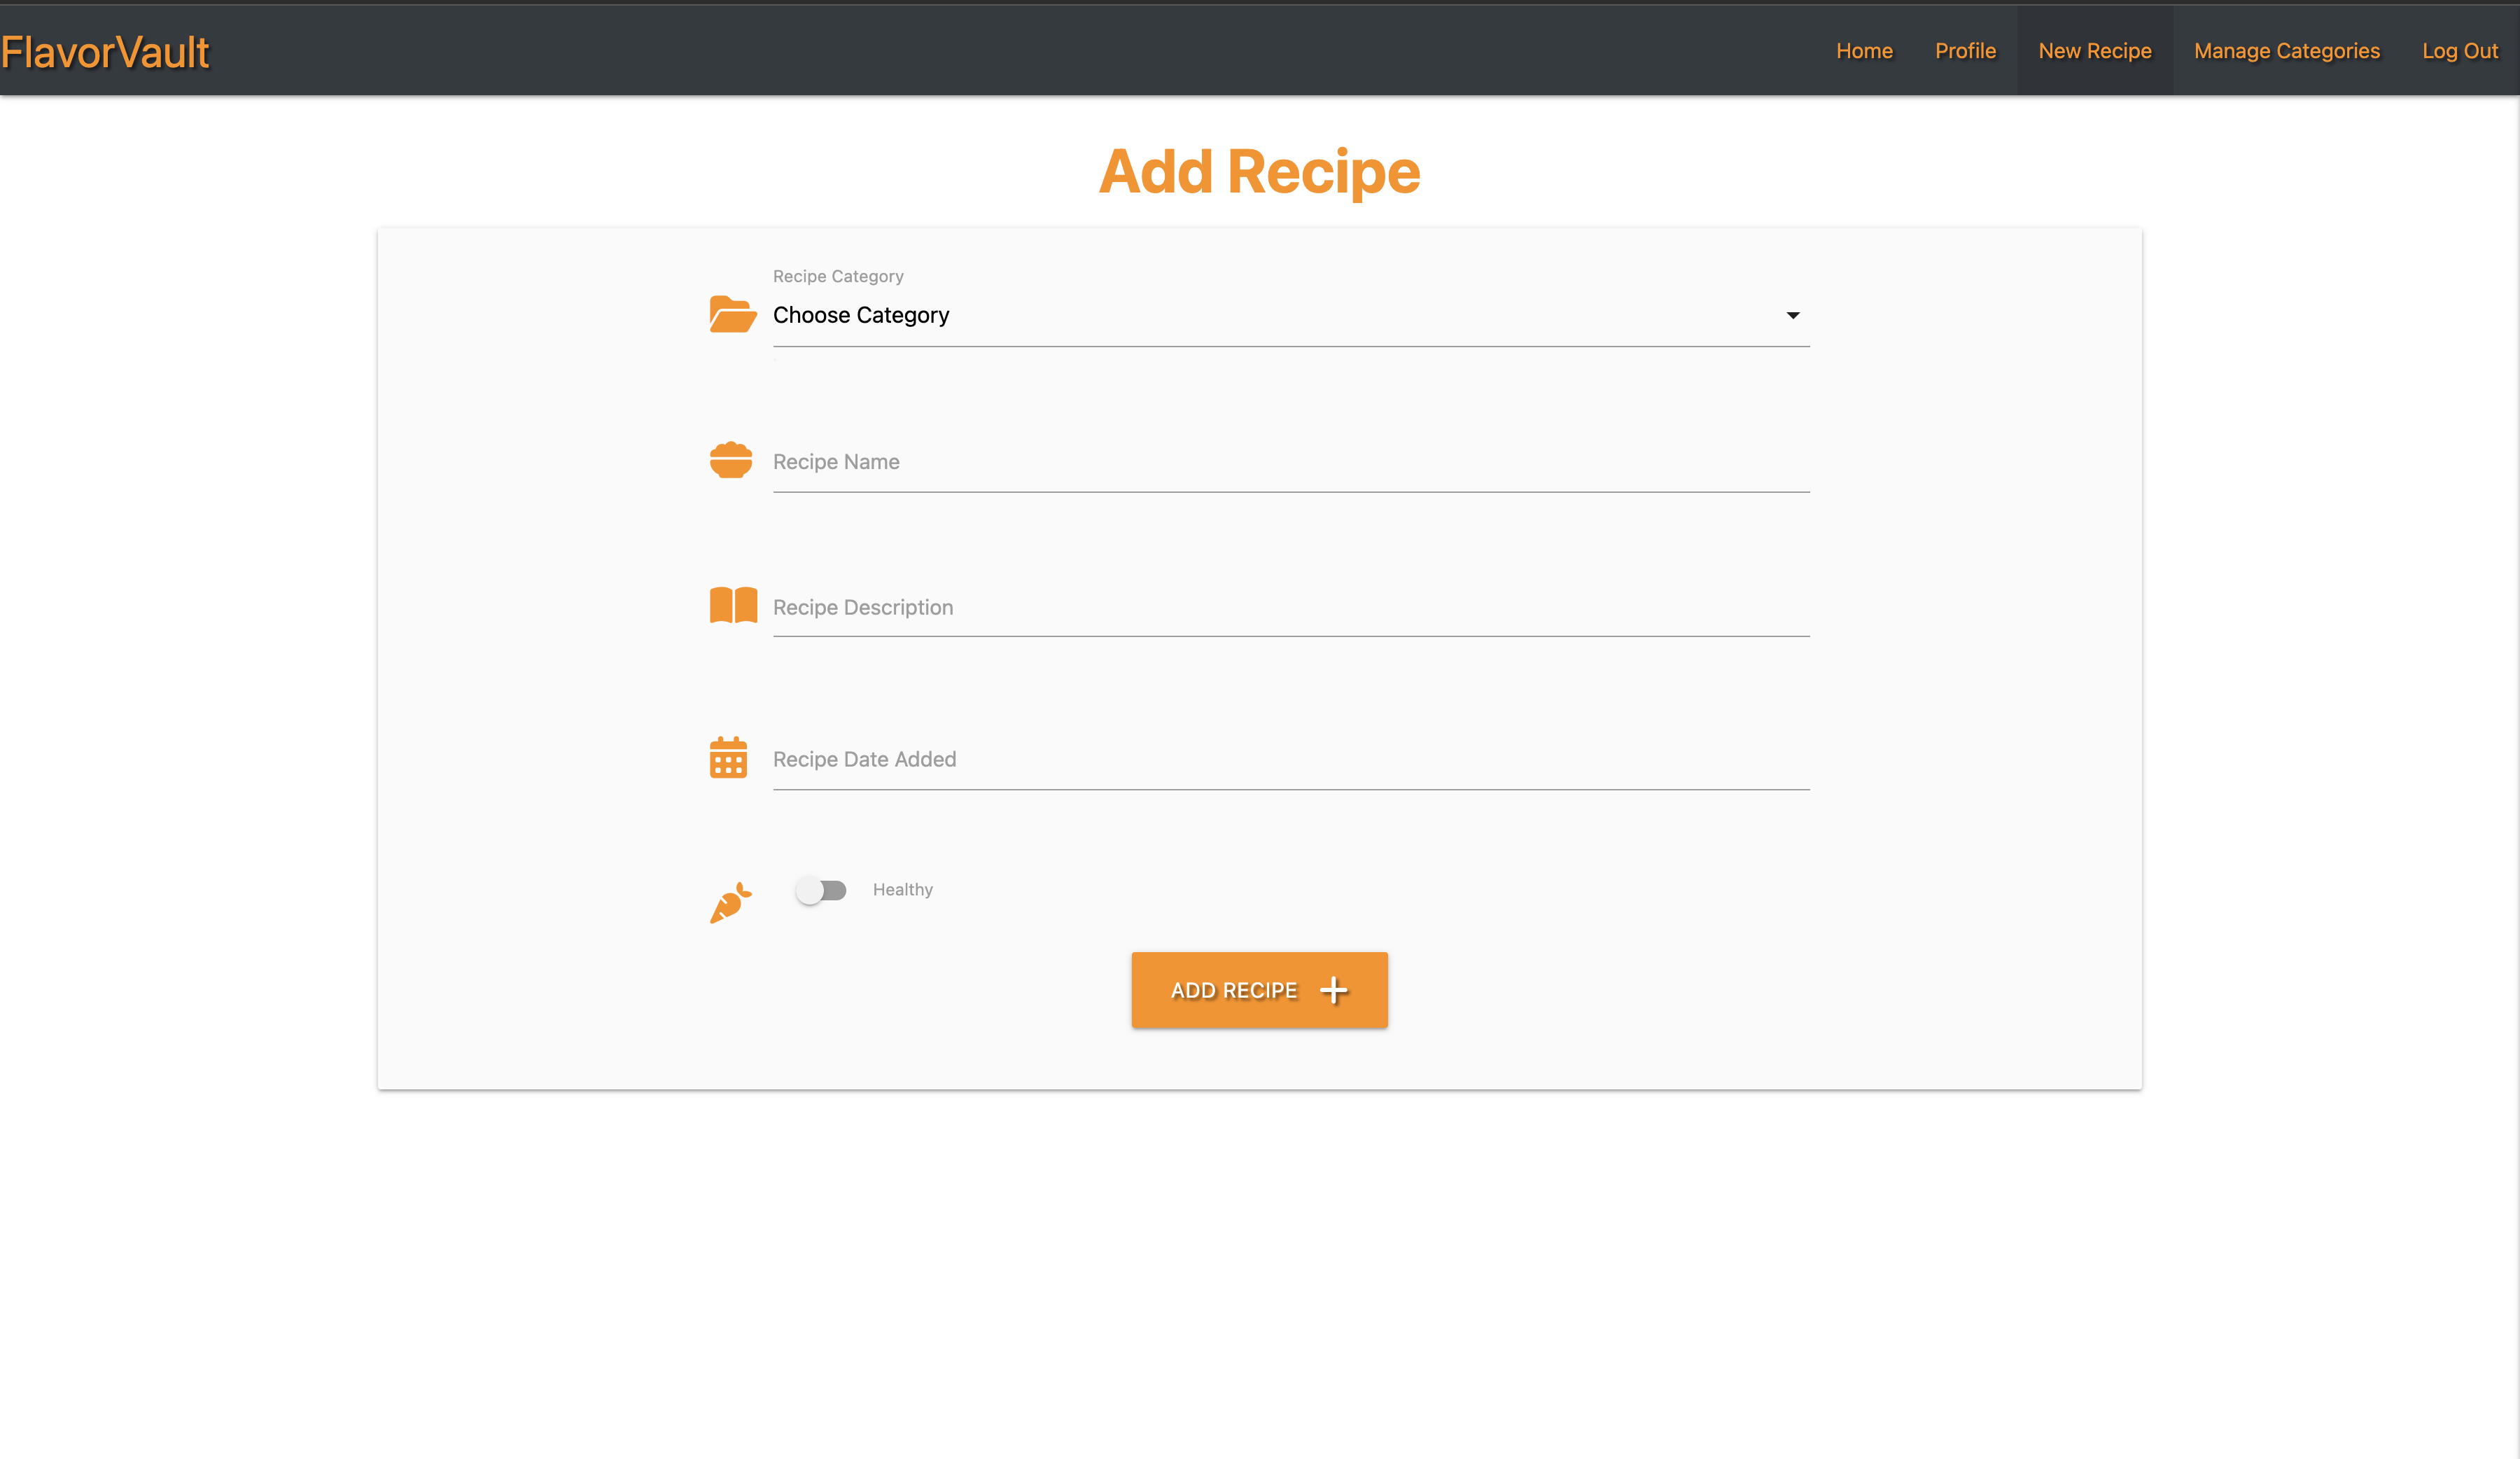 FlavorVault
Home Profile New Recipe Manage Categories Log Out
Add Recipe
Recipe Category
Choose Category
Recipe Name
Recipe Description
Recipe Date Added
Healthy
ADD RECIPE